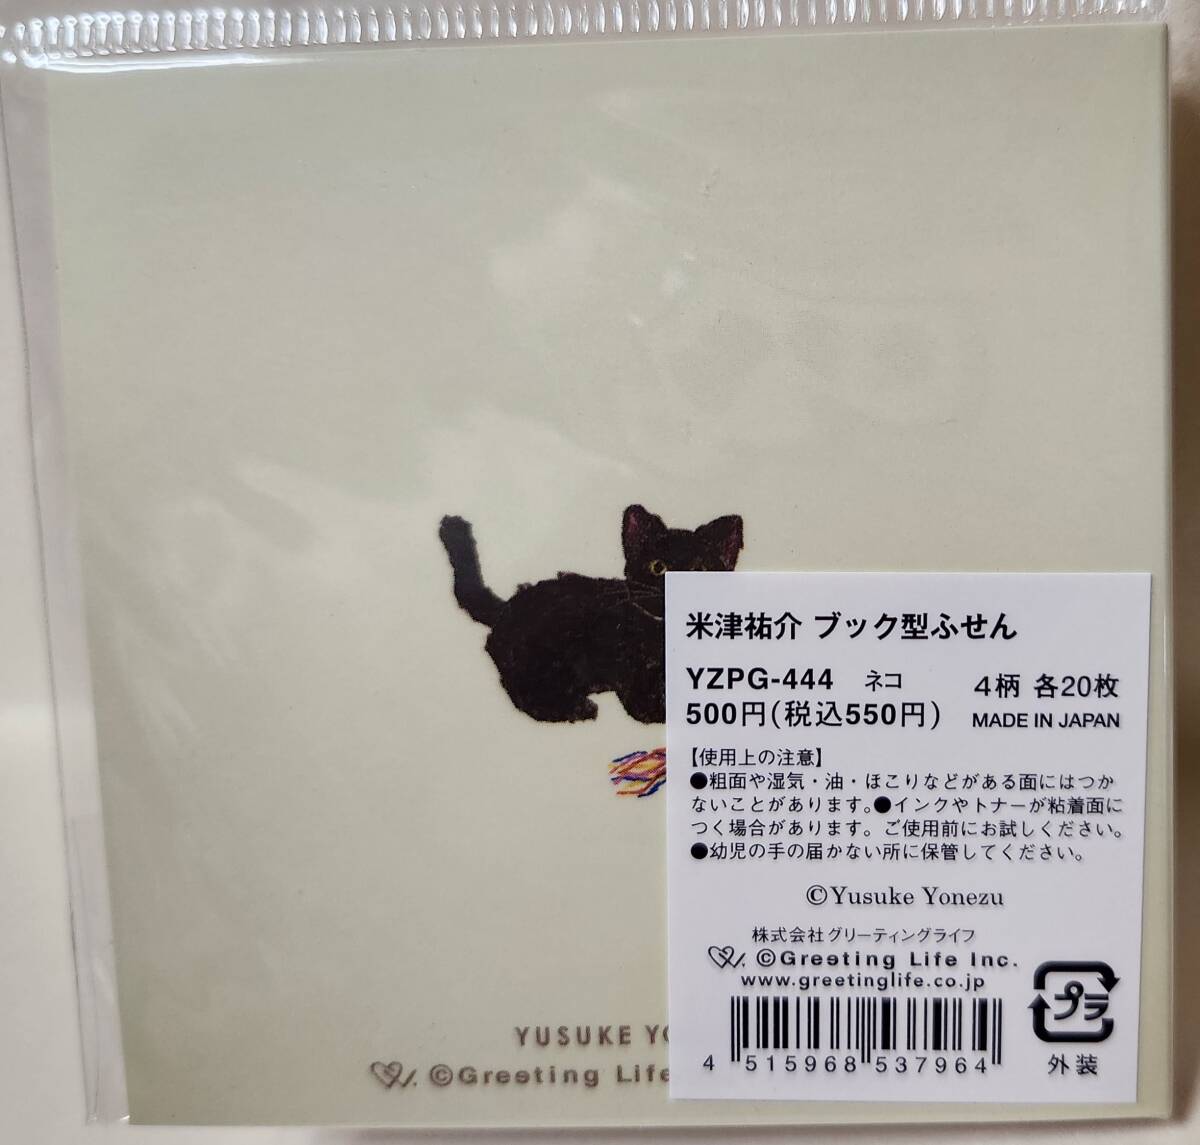 米津祐介 ブック型ふせん
YZPG-444 ネコ 4柄 各20枚
500円(税込550円) MADE IN JAPAN
【使用上の注意】
●粗面や湿気・油・ほこりなどがある面にはつか
ないことがあります。●インクやトナーが粘着面に
つく場合があります。ご使用前にお試しください。
●幼児の手の届かない所に保管してください。
©Yusuke Yonezu
株式会社グリーティングライフ
©Greeting Life Inc.
www.greetinglife.co.jp
4 515968 537964
プラ
外装
YUSUKE YO
©Greeting Life